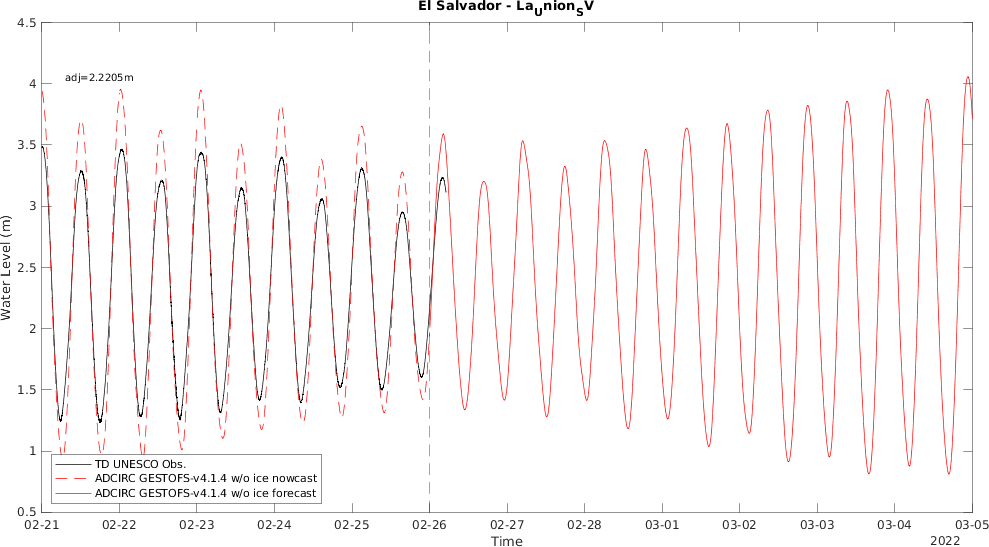 El Salvador - LaUnionSV
4.5
adj=2.2205m
4
3.5
3
2.5
2
1.5
1
0.5
Water Level (m)
TD UNESCO Obs.
ADCIRC GESTOFS-v4.1.4 w/o ice nowcast
ADCIRC GESTOFS-v4.1.4 w/o ice forecast
02-21 02-22 02-23 02-24 02-25 02-26 02-27 02-28 03-01 03-02 03-03 03-04 03-05
Time
2022